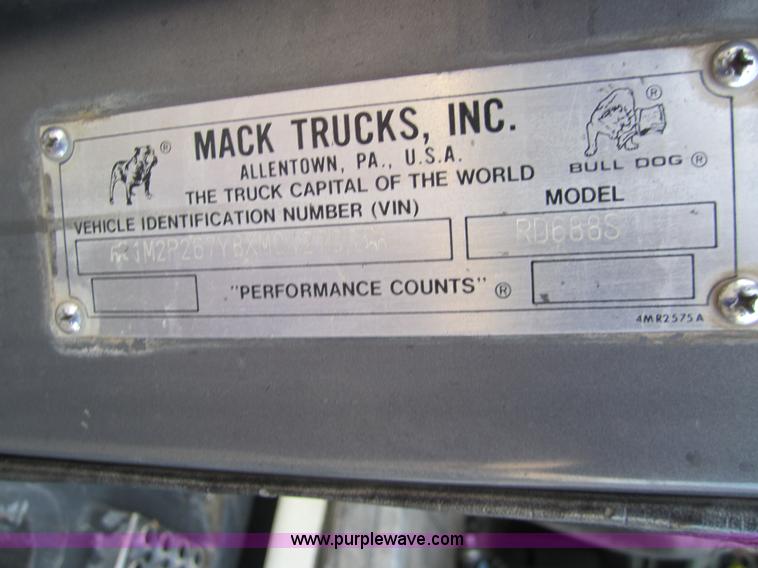 MACK TRUCKS, INC.
ALLENTOWN, PA., U.S.A.
THE TRUCK CAPITAL OF THE WORLD
BULL DOG ®
VEHICLE IDENTIFICATION NUMBER (VIN)
MODEL
RD688S
"PERFORMANCE COUNTS" ®
4MR2575A
www.purplewave.com